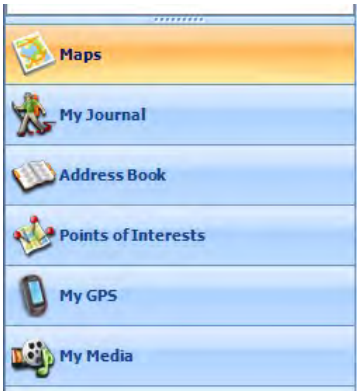 Maps
My Journal
Address Book
Points of Interests
My GPS
My Media